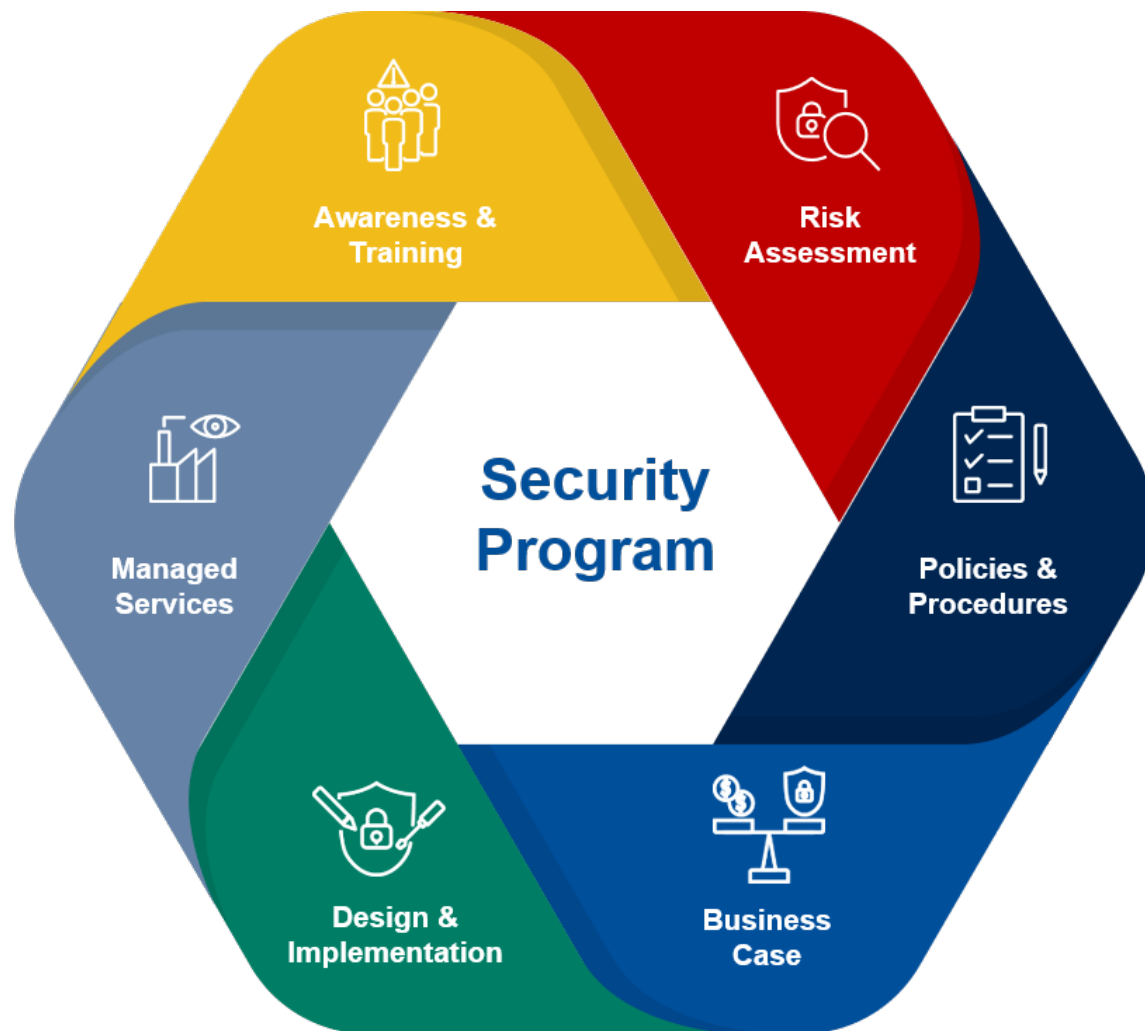 Security
Program
Risk
Assessment
Policies &
Procedures
Business
Case
Design &
Implementation
Managed
Services
Awareness &
Training